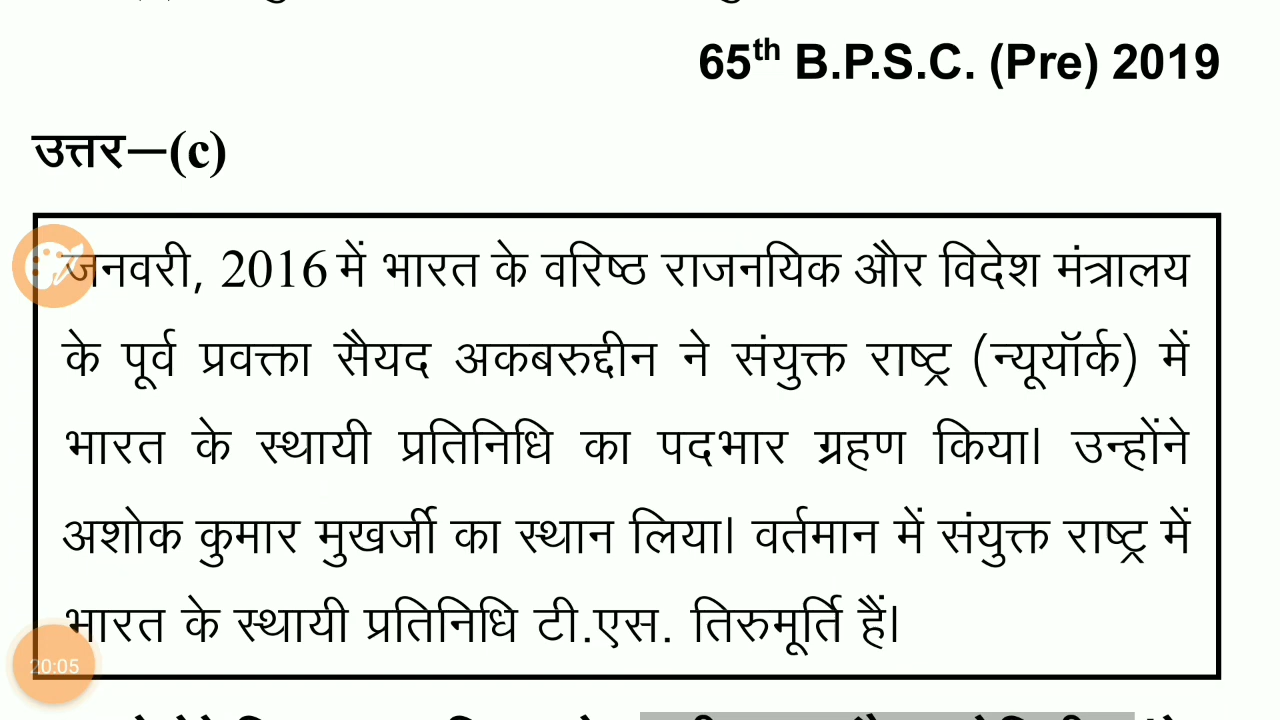 65th B.P.S.C. (Pre) 2019
उत्तर—(c)
जनवरी, 2016 में भारत के वरिष्ठ राजनयिक और विदेश मंत्रालय
के पूर्व प्रवक्ता सैयद अकबरुद्दीन ने संयुक्त राष्ट्र (न्यूयॉर्क) में
भारत के स्थायी प्रतिनिधि का पदभार ग्रहण किया। उन्होंने
अशोक कुमार मुखर्जी का स्थान लिया। वर्तमान में संयुक्त राष्ट्र में
भारत के स्थायी प्रतिनिधि टी.एस. तिरुमूर्ति हैं।
20:05